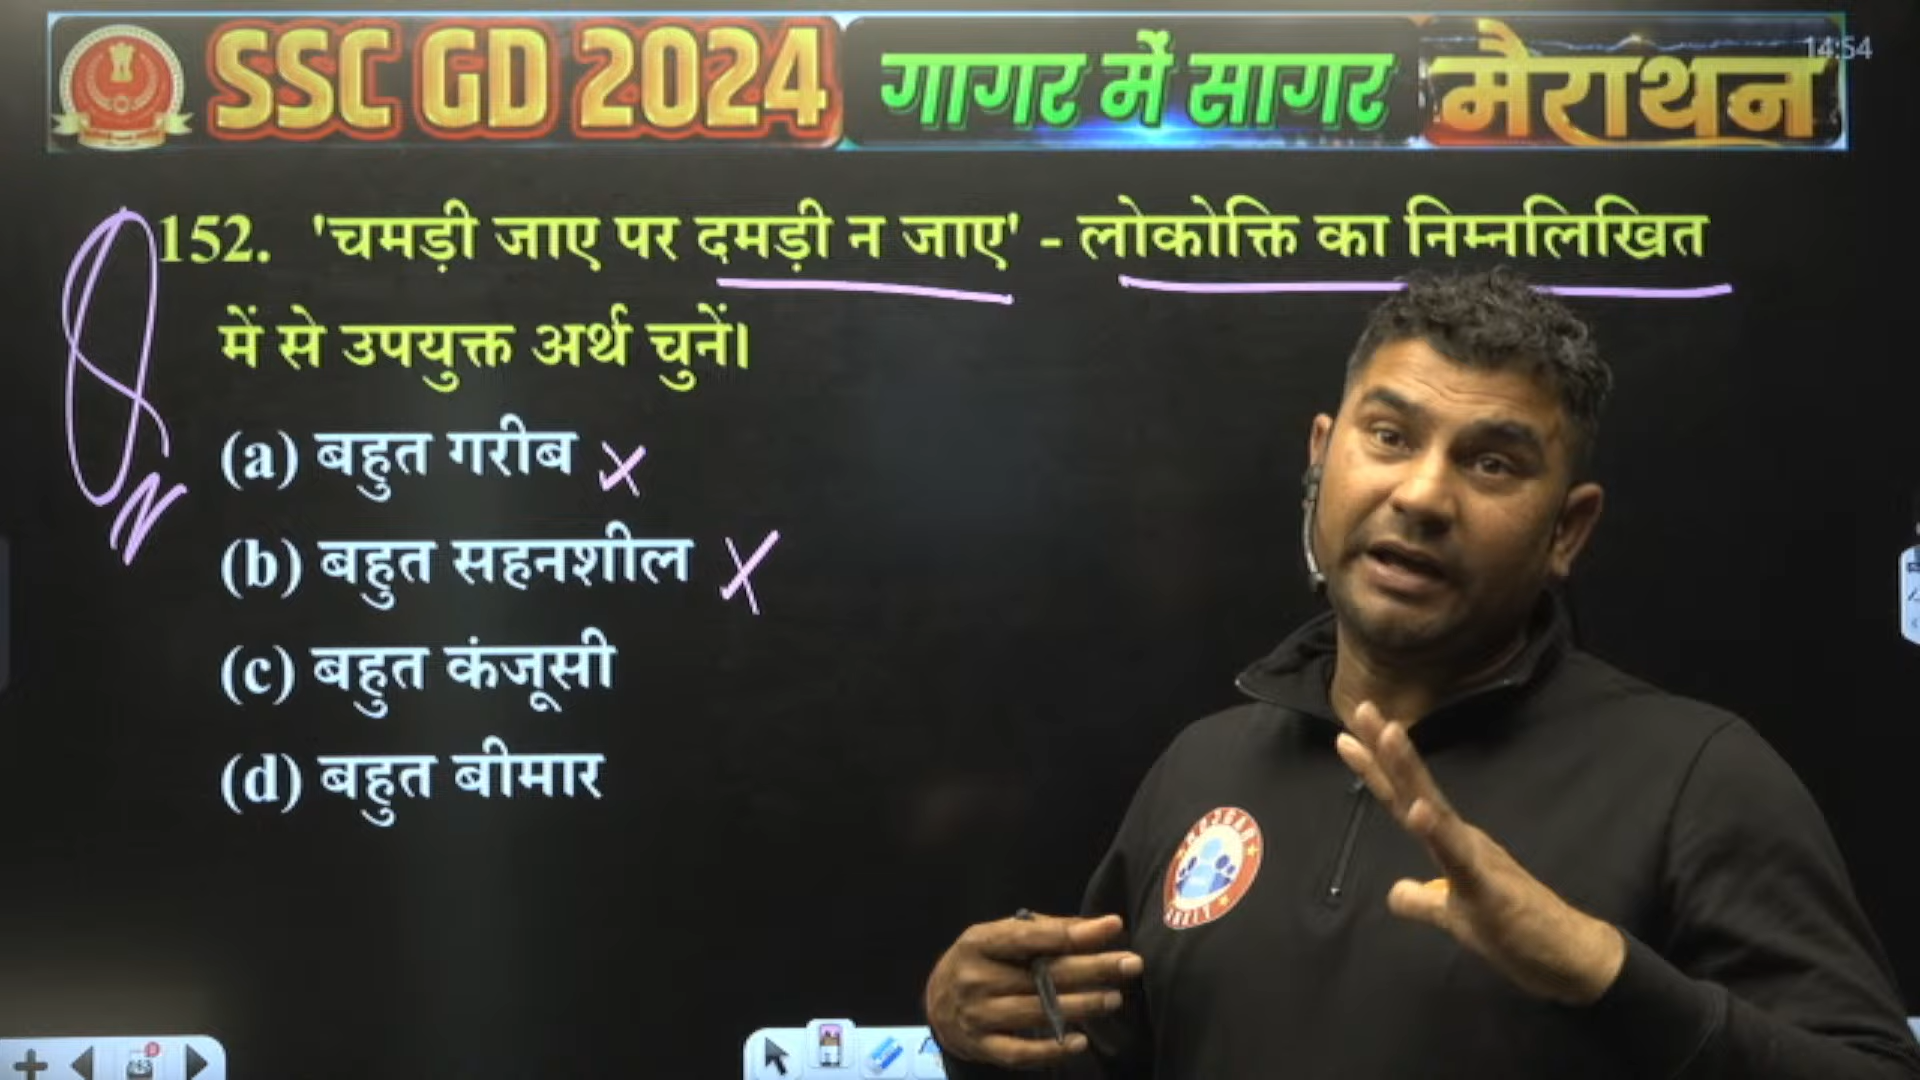 SSC GD 2024 गागर में सागर मैराथन
14:54
152. 'चमड़ी जाए पर दमड़ी न जाए' - लोकोक्ति का निम्नलिखित
में से उपयुक्त अर्थ चुनें।
(a) बहुत गरीब
(b) बहुत सहनशील
(c) बहुत कंजूसी
(d) बहुत बीमार